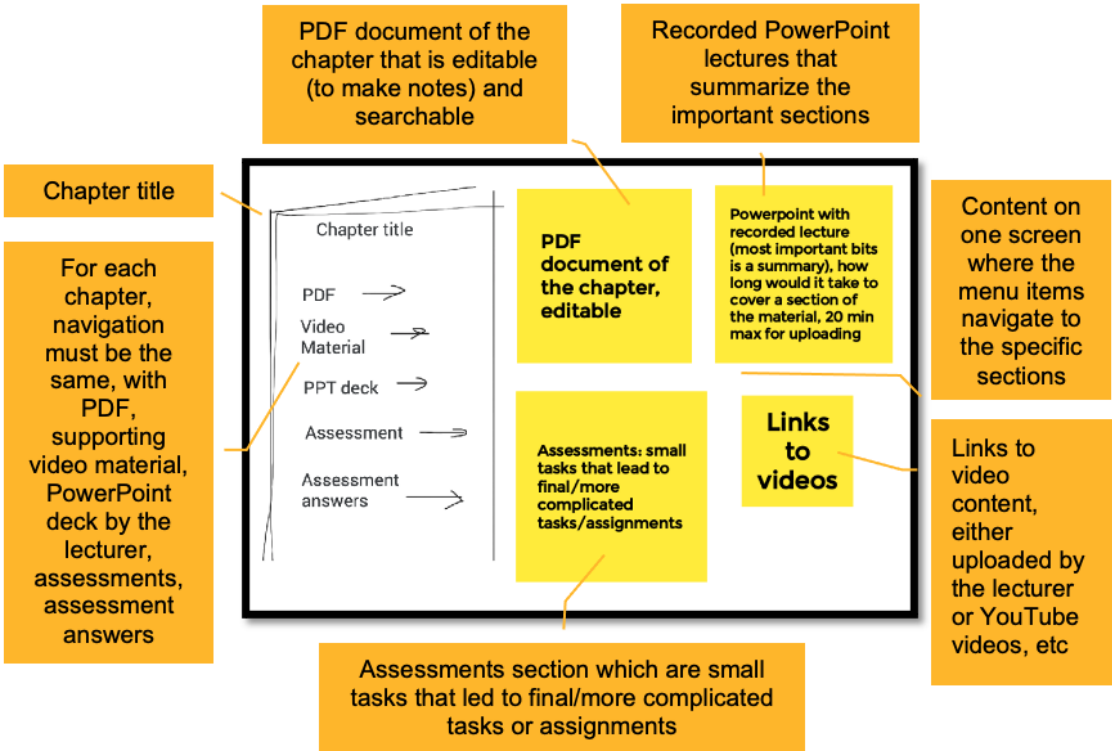 PDF document of the
chapter that is editable
(to make notes) and
searchable
Recorded PowerPoint
lectures that
summarize the
important sections
Chapter title
For each
chapter,
navigation
must be the
same, with
PDF,
supporting
video material,
PowerPoint
deck by the
lecturer,
assessments,
assessment
answers
Chapter title
PDF
Video
Material
PPT deck
Assessment
Assessment
answers
PDF
document of
the chapter,
editable
Powerpoint with
recorded lecture
(most important bits
is a summary), how
long would it take to
cover a section of
the material, 20 min
max for uploading
Assessments: small
tasks that lead to
final/more
complicated
tasks/assignments
Links
to
videos
Content on
one screen
where the
menu items
navigate to
the specific
sections
Links to
video
content,
either
uploaded by
the lecturer
or YouTube
videos, etc
Assessments section which are small
tasks that led to final/more complicated
tasks or assignments